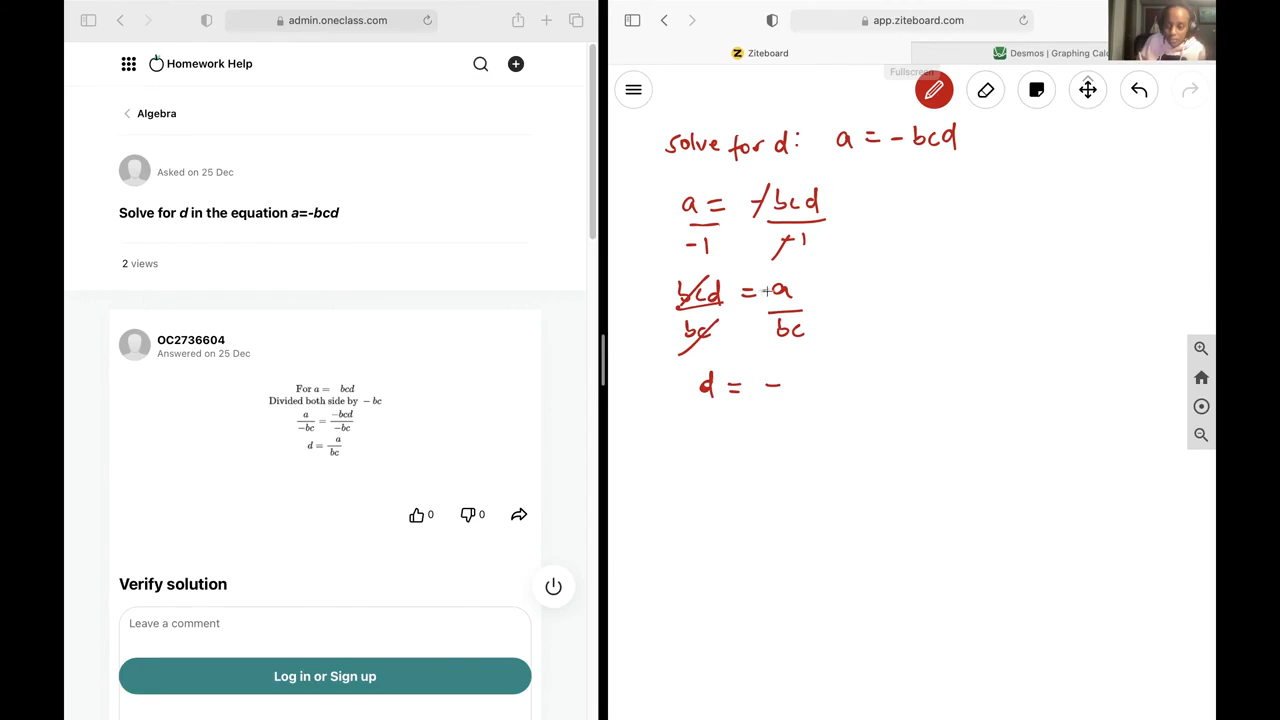 admin.oneclass.com
Homework Help
Algebra
Asked on 25 Dec
Solve for d in the equation a=-bcd
2 views
OC2736604
Answered on 25 Dec
For a = bcd
Divided both side by − bc
a/−bc = −bcd/−bc
d = a/bc
0
0
Verify solution
Leave a comment
Log in or Sign up
app.ziteboard.com
Ziteboard
Desmos | Graphing Calc
Fullscreen
solve for d: a = - bcd
a/-1 = -bcd/-1
bcd/bc = -a/bc
d = -